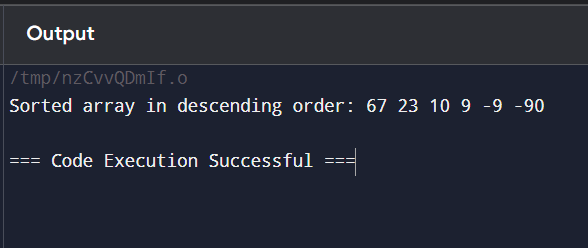 Output
/tmp/nzCvvQDmIf.o
Sorted array in descending order: 67 23 10 9 -9 -90
=== Code Execution Successful ===